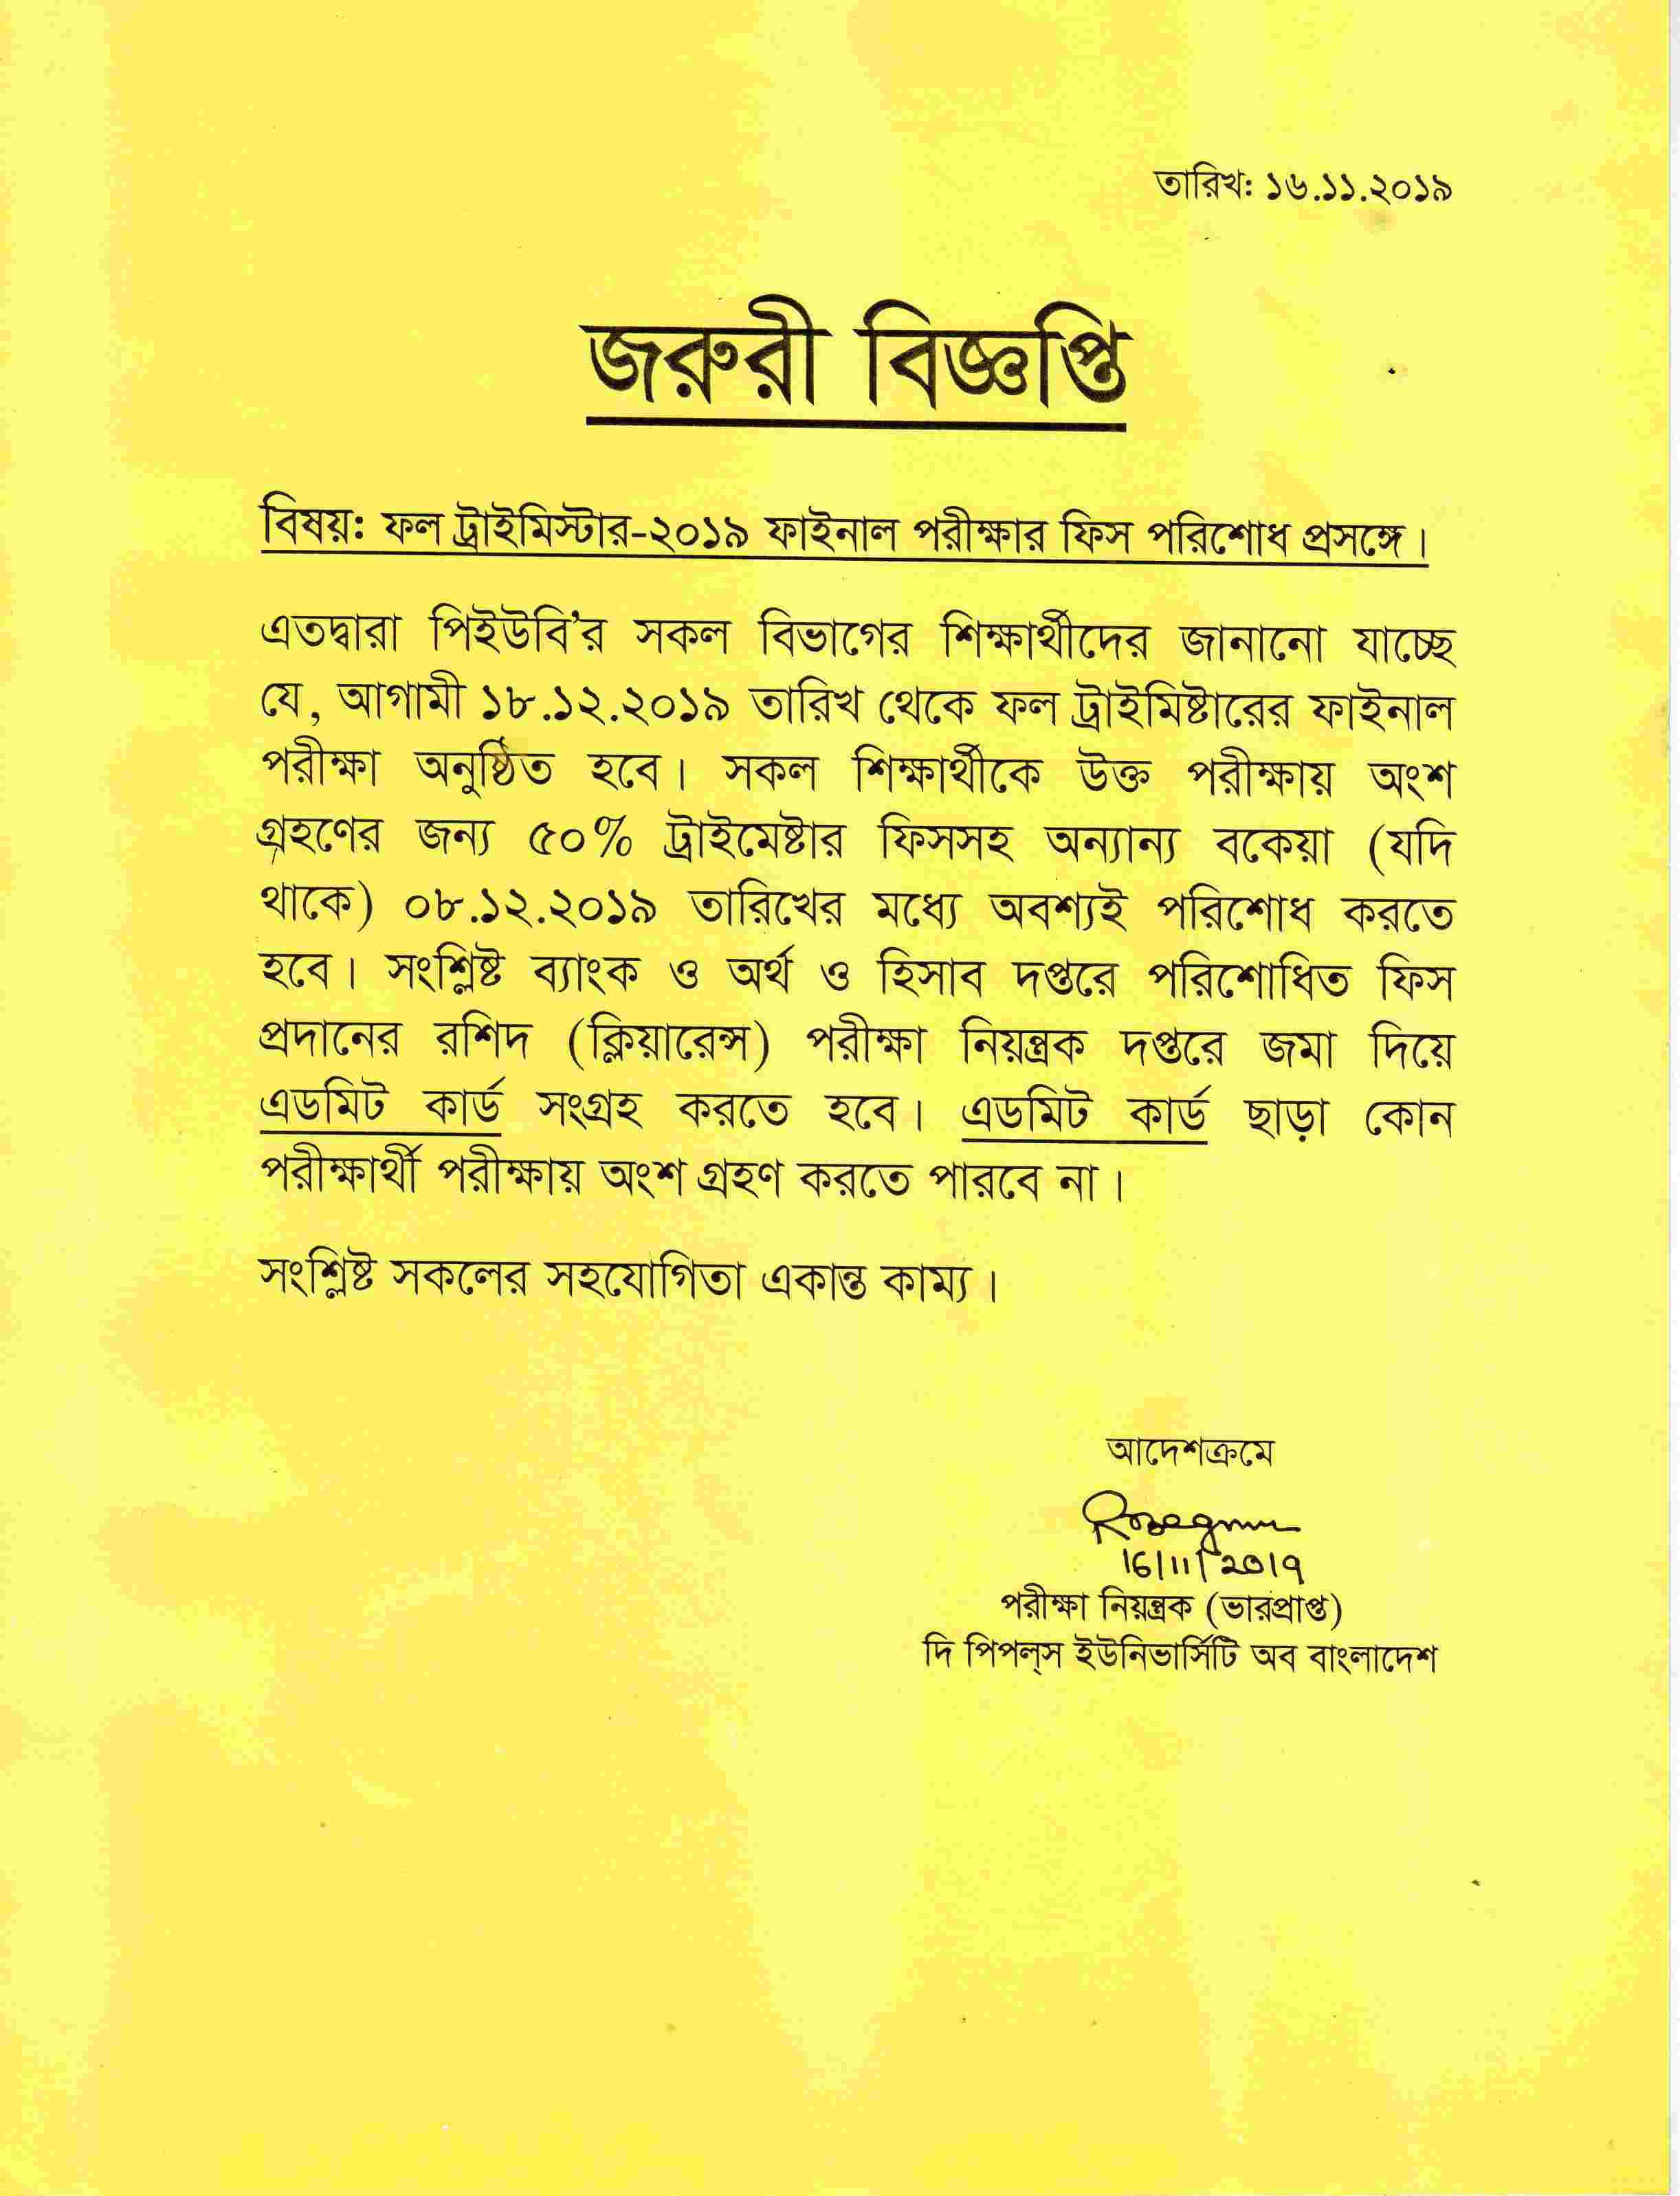 তারিখ: ১৬.১১.২০১৯
জরুরী বিজ্ঞপ্তি
বিষয়: ফল ট্রাইমিস্টার-২০১৯ ফাইনাল পরীক্ষার ফিস পরিশোধ প্রসঙ্গে।
এতদ্বারা পিইউবি’র সকল বিভাগের শিক্ষার্থীদের জানানো যাচ্ছে
যে, আগামী ১৮.১২.২০১৯ তারিখ থেকে ফল ট্রাইমিষ্টারের ফাইনাল
পরীক্ষা অনুষ্ঠিত হবে। সকল শিক্ষার্থীকে উক্ত পরীক্ষায় অংশ
গ্রহণের জন্য ৫০% ট্রাইমেষ্টার ফিসসহ অন্যান্য বকেয়া (যদি
থাকে) ০৮.১২.২০১৯ তারিখের মধ্যে অবশ্যই পরিশোধ করতে
হবে। সংশ্লিষ্ট ব্যাংক ও অর্থ ও হিসাব দপ্তরে পরিশোধিত ফিস
প্রদানের রশিদ (ক্লিয়ারেন্স) পরীক্ষা নিয়ন্ত্রক দপ্তরে জমা দিয়ে
এডমিট কার্ড সংগ্রহ করতে হবে। এডমিট কার্ড ছাড়া কোন
পরীক্ষার্থী পরীক্ষায় অংশ গ্রহণ করতে পারবে না।
সংশ্লিষ্ট সকলের সহযোগিতা একান্ত কাম্য।
আদেশক্রমে
16/11/2019
পরীক্ষা নিয়ন্ত্রক (ভারপ্রাপ্ত)
দি পিপল্‌স ইউনিভার্সিটি অব বাংলাদেশ